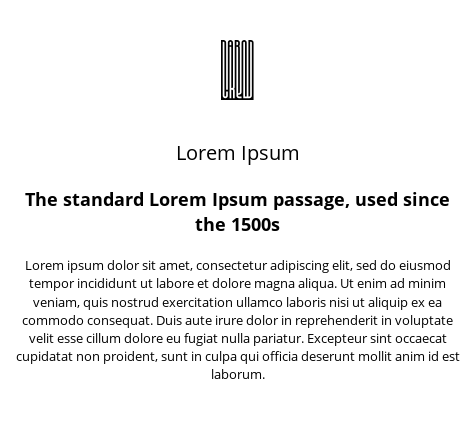 Lorem Ipsum
The standard Lorem Ipsum passage, used since
the 1500s
Lorem ipsum dolor sit amet, consectetur adipiscing elit, sed do eiusmod
tempor incididunt ut labore et dolore magna aliqua. Ut enim ad minim
veniam, quis nostrud exercitation ullamco laboris nisi ut aliquip ex ea
commodo consequat. Duis aute irure dolor in reprehenderit in voluptate
velit esse cillum dolore eu fugiat nulla pariatur. Excepteur sint occaecat
cupidatat non proident, sunt in culpa qui officia deserunt mollit anim id est
laborum.